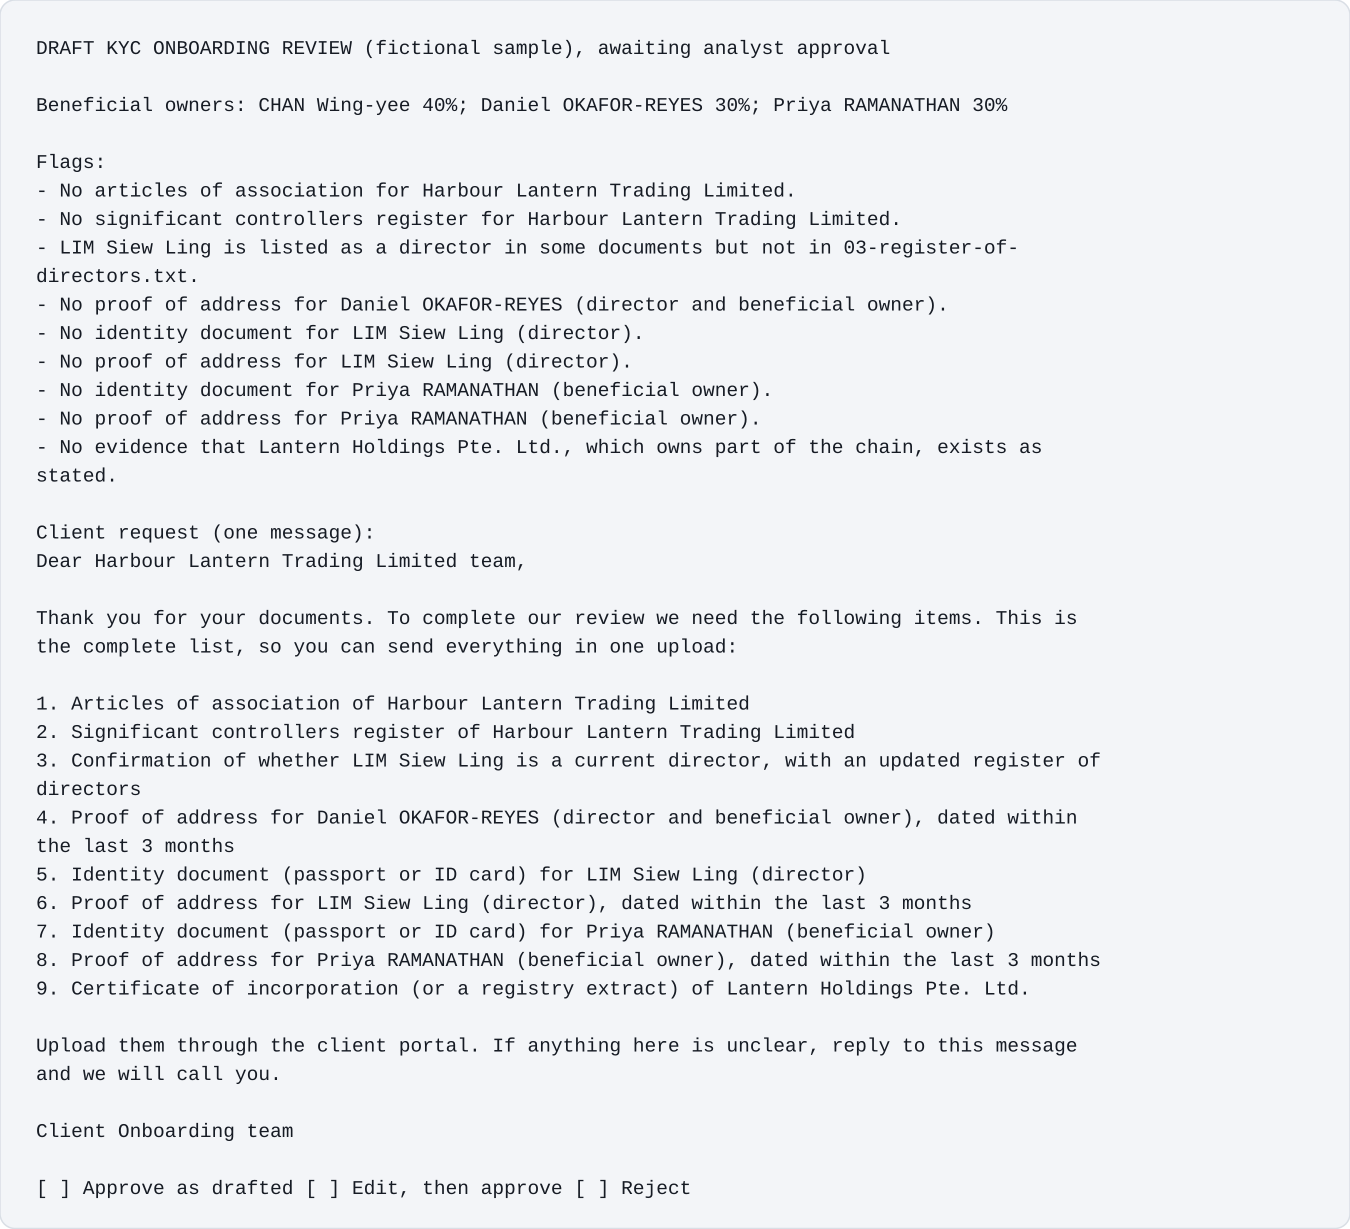 DRAFT KYC ONBOARDING REVIEW (fictional sample), awaiting analyst approval
Beneficial owners: CHAN Wing-yee 40%; Daniel OKAFOR-REYES 30%; Priya RAMANATHAN 30%
Flags:
- No articles of association for Harbour Lantern Trading Limited.
- No significant controllers register for Harbour Lantern Trading Limited.
- LIM Siew Ling is listed as a director in some documents but not in 03-register-of-
directors.txt.
- No proof of address for Daniel OKAFOR-REYES (director and beneficial owner).
- No identity document for LIM Siew Ling (director).
- No proof of address for LIM Siew Ling (director).
- No identity document for Priya RAMANATHAN (beneficial owner).
- No proof of address for Priya RAMANATHAN (beneficial owner).
- No evidence that Lantern Holdings Pte. Ltd., which owns part of the chain, exists as
stated.
Client request (one message):
Dear Harbour Lantern Trading Limited team,
Thank you for your documents. To complete our review we need the following items. This is
the complete list, so you can send everything in one upload:
1. Articles of association of Harbour Lantern Trading Limited
2. Significant controllers register of Harbour Lantern Trading Limited
3. Confirmation of whether LIM Siew Ling is a current director, with an updated register of
directors
4. Proof of address for Daniel OKAFOR-REYES (director and beneficial owner), dated within
the last 3 months
5. Identity document (passport or ID card) for LIM Siew Ling (director)
6. Proof of address for LIM Siew Ling (director), dated within the last 3 months
7. Identity document (passport or ID card) for Priya RAMANATHAN (beneficial owner)
8. Proof of address for Priya RAMANATHAN (beneficial owner), dated within the last 3 months
9. Certificate of incorporation (or a registry extract) of Lantern Holdings Pte. Ltd.
Upload them through the client portal. If anything here is unclear, reply to this message
and we will call you.
Client Onboarding team
[ ] Approve as drafted [ ] Edit, then approve [ ] Reject